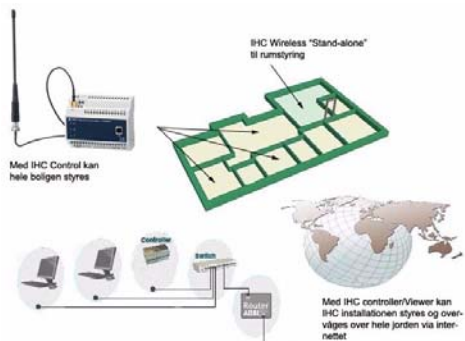 IHC Wireless "Stand-alone"
til rumstyring
Med IHC Control kan
hele boligen styres
Controller
Switch
Router
ADSL
Med IHC controller/Viewer kan
IHC installationen styres og over-
våges over hele jorden via inter-
nettet